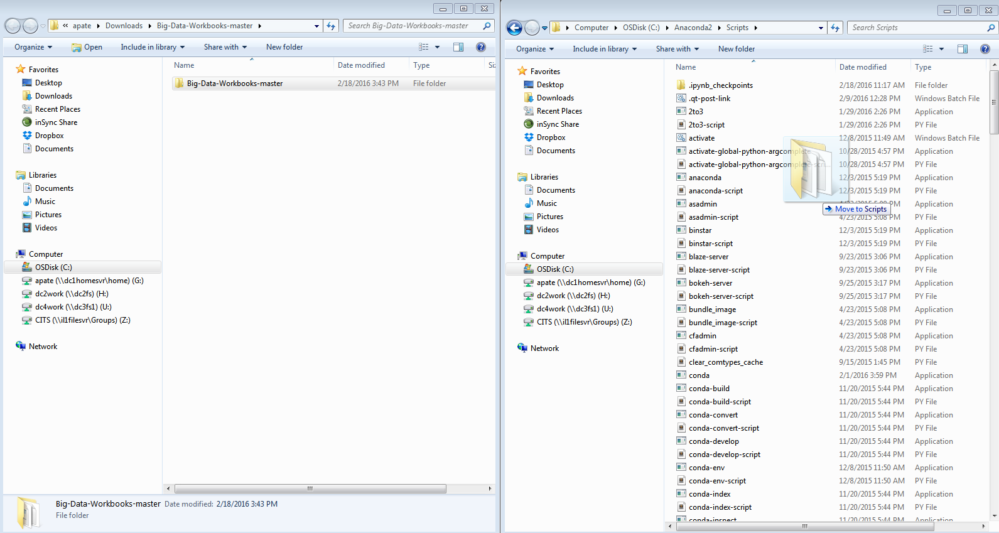 « apate ▸ Downloads ▸ Big-Data-Workbooks-master ▸
Search Big-Data-Workbooks-master
Organize Open Include in library Share with New folder
Favorites
Desktop
Downloads
Recent Places
inSync Share
Dropbox
Documents
Libraries
Documents
Music
Pictures
Videos
Computer
OSDisk (C:)
apate (\\dc1homesvr\home) (G:)
dc2work (\\dc2fs) (H:)
dc4work (\\dc3fs1) (U:)
CITS (\\il1filesvr\Groups) (Z:)
Network
Name Date modified Type
Big-Data-Workbooks-master 2/18/2016 3:43 PM File folder
Big-Data-Workbooks-master Date modified: 2/18/2016 3:43 PM
File folder
▸ Computer ▸ OSDisk (C:) ▸ Anaconda2 ▸ Scripts ▸
Search Scripts
Organize Include in library Share with New folder
Favorites
Desktop
Downloads
Recent Places
inSync Share
Dropbox
Documents
Libraries
Documents
Music
Pictures
Videos
Computer
OSDisk (C:)
apate (\\dc1homesvr\home) (G:)
dc2work (\\dc2fs) (H:)
dc4work (\\dc3fs1) (U:)
CITS (\\il1filesvr\Groups) (Z:)
Network
Name Date modified Type
.ipynb_checkpoints 2/18/2016 11:17 AM File folder
.qt-post-link 2/9/2016 12:28 PM Windows Batch File
2to3 1/29/2016 2:26 PM Application
2to3-script 1/29/2016 2:26 PM PY File
activate 12/8/2015 11:49 AM Windows Batch File
activate-global-python-argcomplete 10/28/2015 4:57 PM Application
activate-global-python-argcomplete-scri... 10/28/2015 4:57 PM PY File
anaconda 12/3/2015 5:19 PM Application
anaconda-script 12/3/2015 5:19 PM PY File
asadmin 4/23/2015 5:08 PM Application
Move to Scripts
asadmin-script 4/23/2015 5:08 PM PY File
binstar 12/3/2015 5:19 PM Application
binstar-script 12/3/2015 5:19 PM PY File
blaze-server 9/23/2015 3:06 PM Application
blaze-server-script 9/23/2015 3:06 PM PY File
bokeh-server 9/25/2015 3:17 PM Application
bokeh-server-script 9/25/2015 3:17 PM PY File
bundle_image 4/23/2015 5:08 PM Application
bundle_image-script 4/23/2015 5:08 PM PY File
cfadmin 4/23/2015 5:08 PM Application
cfadmin-script 4/23/2015 5:08 PM PY File
clear_comtypes_cache 9/15/2015 1:45 PM PY File
conda 2/1/2016 3:59 PM Application
conda-build 11/20/2015 5:44 PM Application
conda-build-script 11/20/2015 5:44 PM PY File
conda-convert 11/20/2015 5:44 PM Application
conda-convert-script 11/20/2015 5:44 PM PY File
conda-develop 11/20/2015 5:44 PM Application
conda-develop-script 11/20/2015 5:44 PM PY File
conda-env 12/8/2015 11:50 AM Application
conda-env-script 12/8/2015 11:50 AM PY File
conda-index 11/20/2015 5:44 PM Application
conda-index-script 11/20/2015 5:44 PM PY File
conda-inspect 11/20/2015 5:44 PM Application